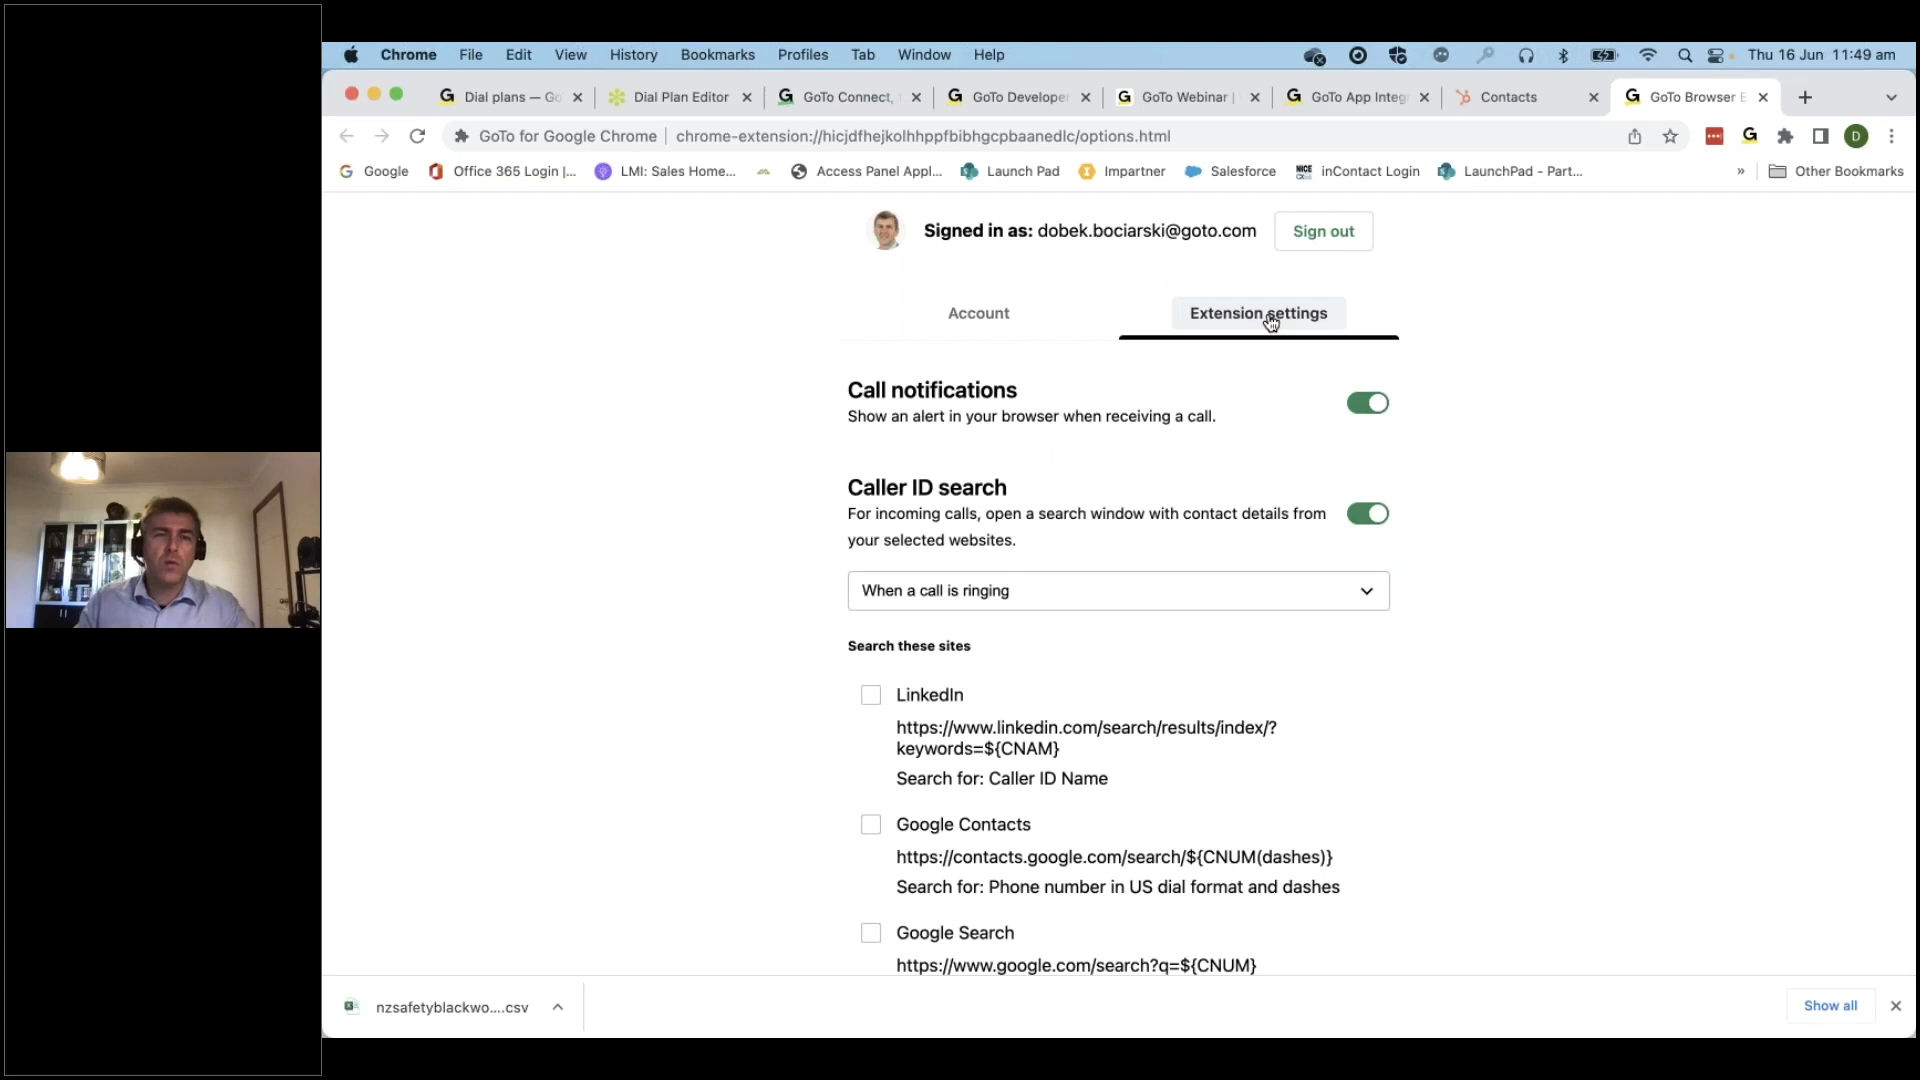 Chrome File Edit View History Bookmarks Profiles Tab Window Help Thu 16 Jun 11:49 am
Dial plans — Go Dial Plan Editor GoTo Connect, GoTo Developer GoTo Webinar | GoTo App Integ Contacts GoTo Browser E
GoTo for Google Chrome chrome-extension://hicjdfhejkolhhppfbibhgcpbaanedlc/options.html D
Google Office 365 Login |... LMI: Sales Home... Access Panel Appl... Launch Pad Impartner Salesforce NICE inContact Login LaunchPad - Part... » Other Bookmarks
Signed in as: dobek.bociarski@goto.com Sign out
Account Extension settings
Call notifications
Show an alert in your browser when receiving a call.
Caller ID search
For incoming calls, open a search window with contact details from
your selected websites.
When a call is ringing
Search these sites
LinkedIn
https://www.linkedin.com/search/results/index/?
keywords=${CNAM}
Search for: Caller ID Name
Google Contacts
https://contacts.google.com/search/${CNUM(dashes)}
Search for: Phone number in US dial format and dashes
Google Search
https://www.google.com/search?q=${CNUM}
nzsafetyblackwo....csv Show all